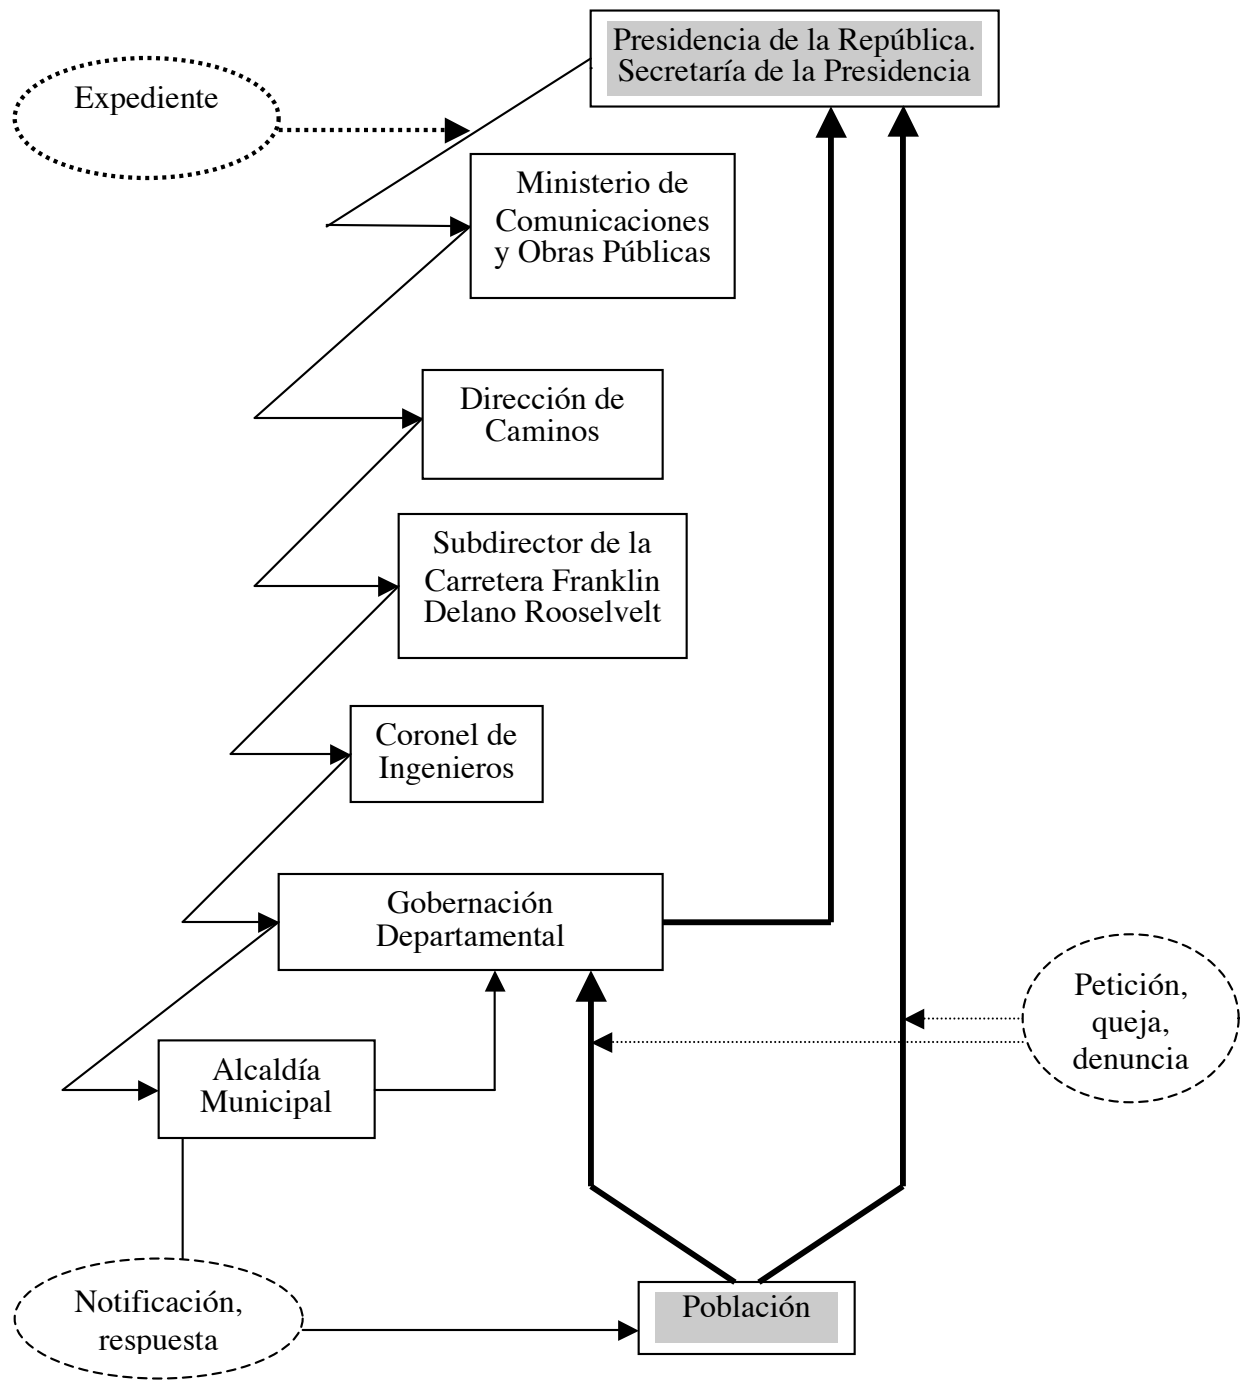 Presidencia de la República.
Secretaría de la Presidencia
Expediente
Ministerio de
Comunicaciones
y Obras Públicas
Dirección de
Caminos
Subdirector de la
Carretera Franklin
Delano Rooselvelt
Coronel de
Ingenieros
Gobernación
Departamental
Petición,
queja,
denuncia
Alcaldía
Municipal
Notificación,
respuesta
Población